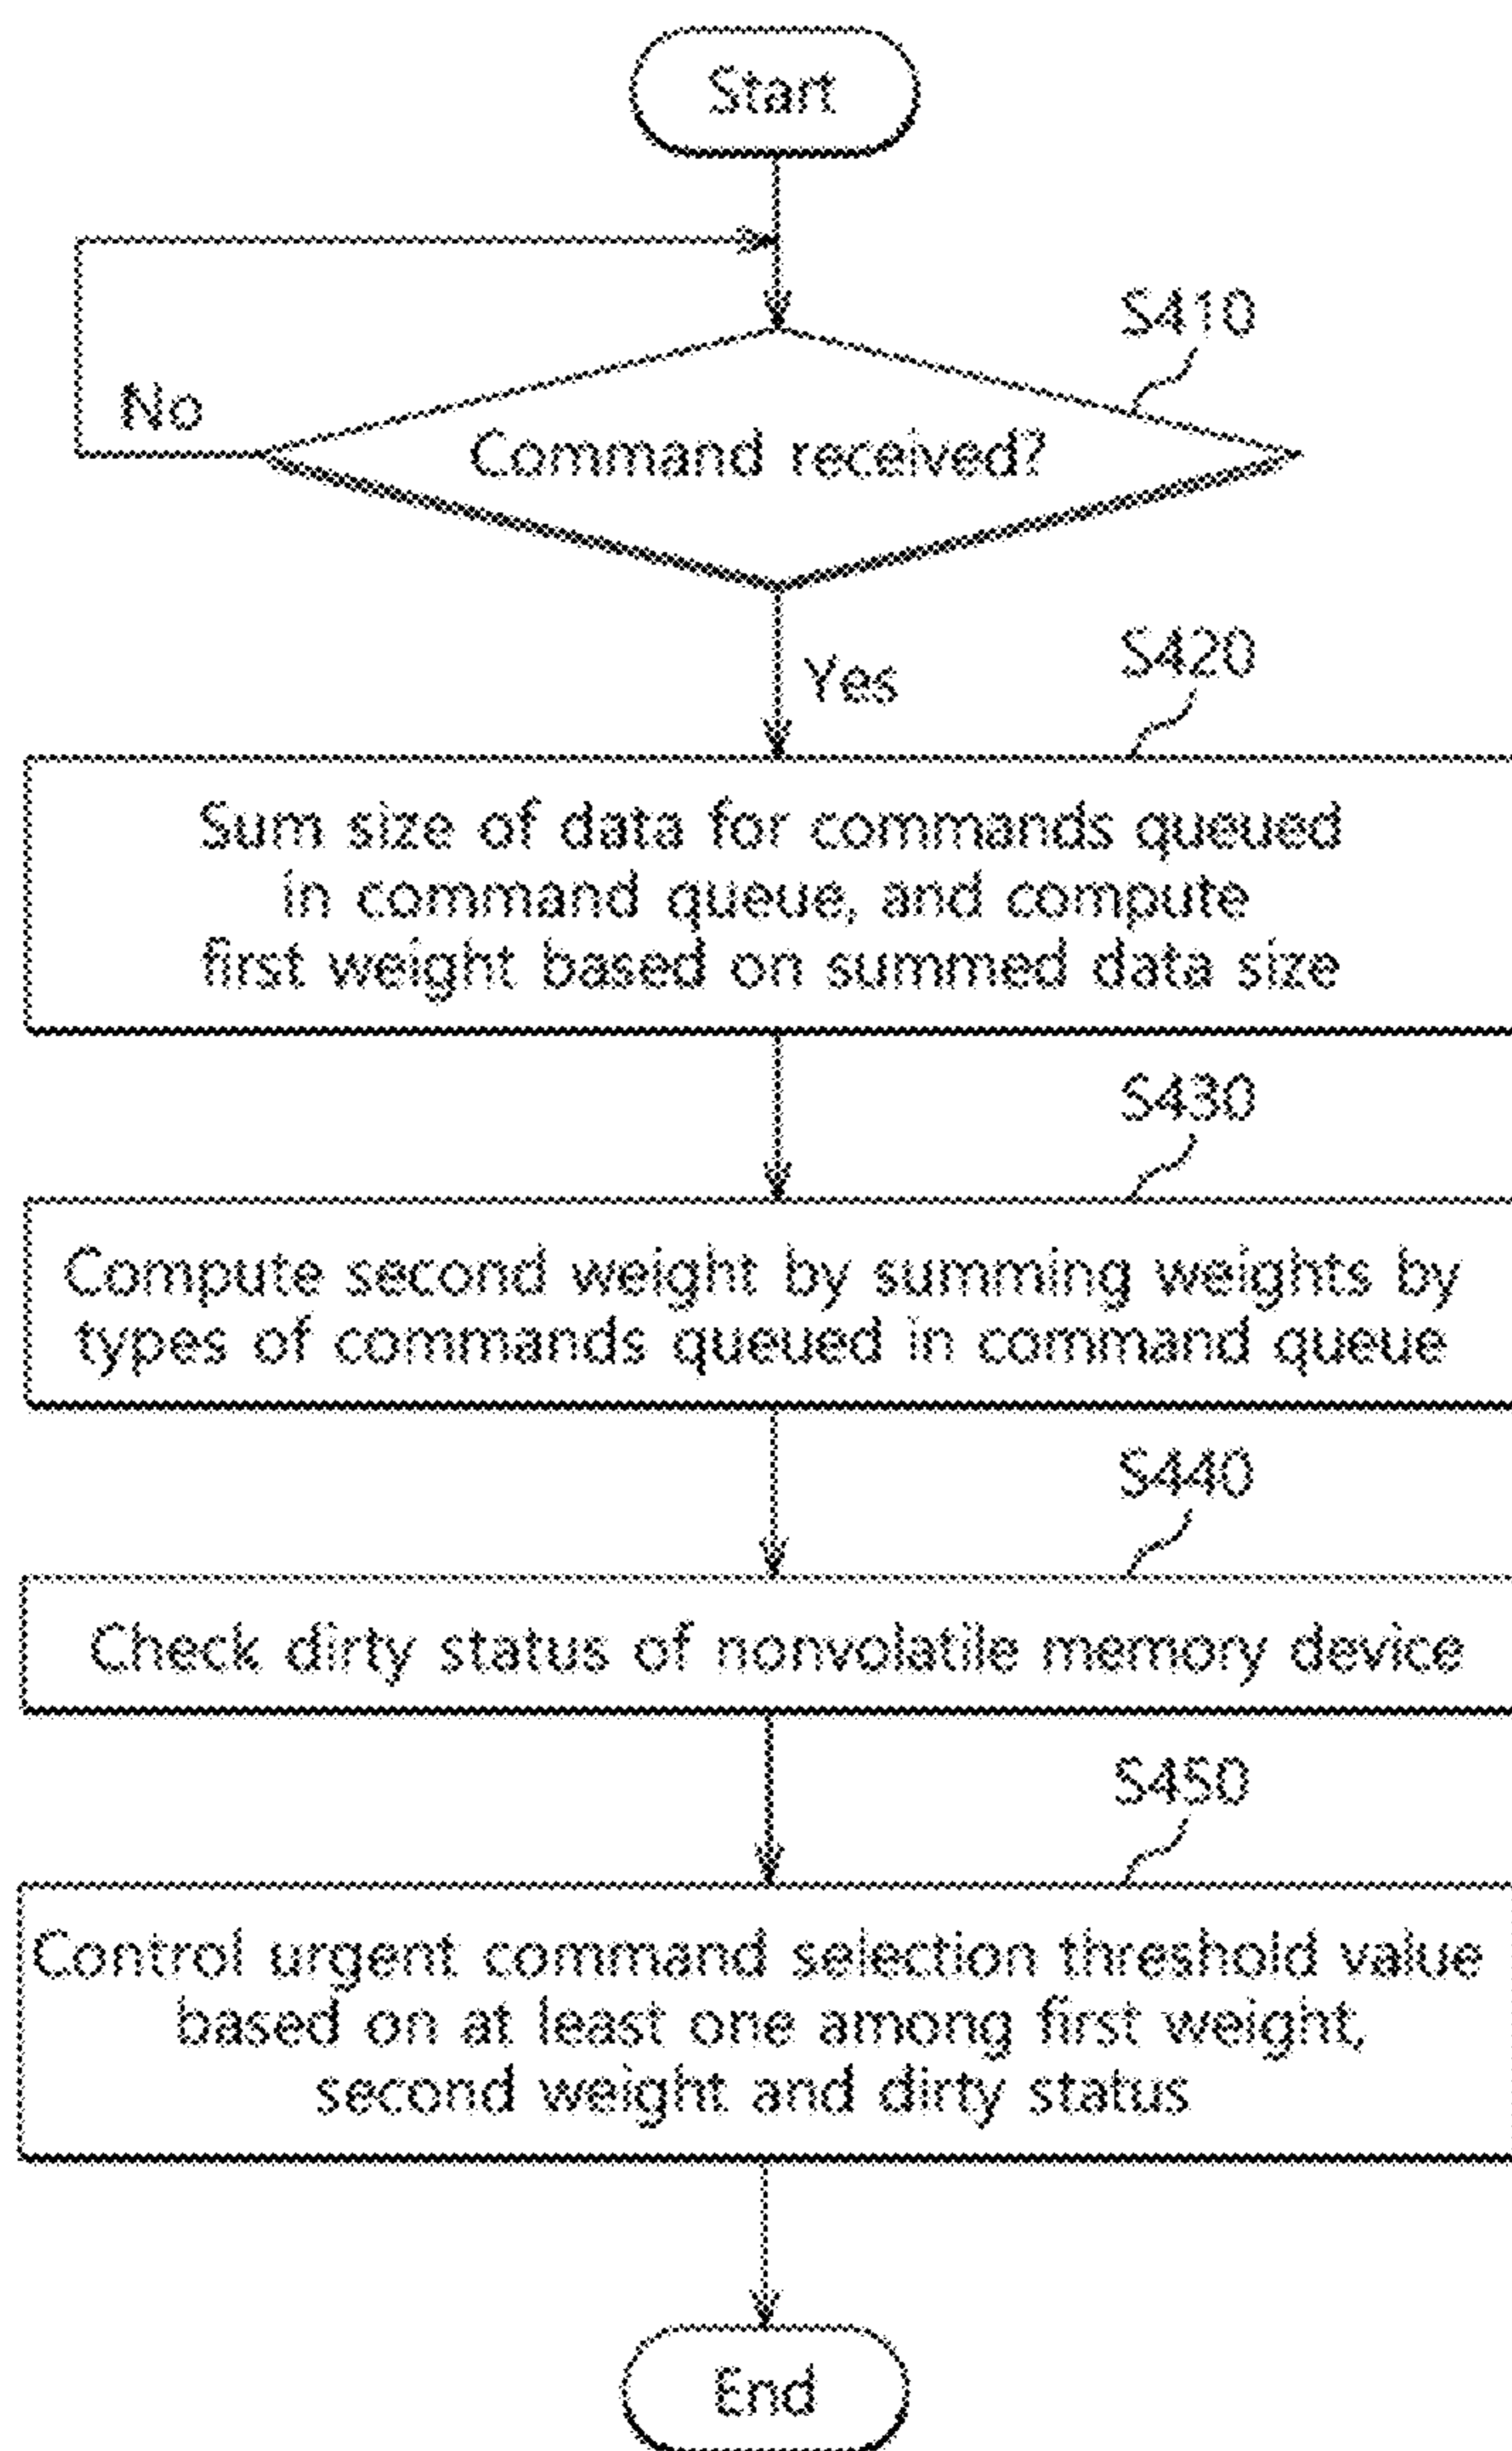 Start
S410
No
Command received?
Yes
S420
Sum size of data for commands queued
in command queue, and compute
first weight based on summed data size
S430
Compute second weight by summing weights by
types of commands queued in command queue
S440
Check dirty status of nonvolatile memory device
S450
Control urgent command selection threshold value
based on at least one among first weight,
second weight and dirty status
End